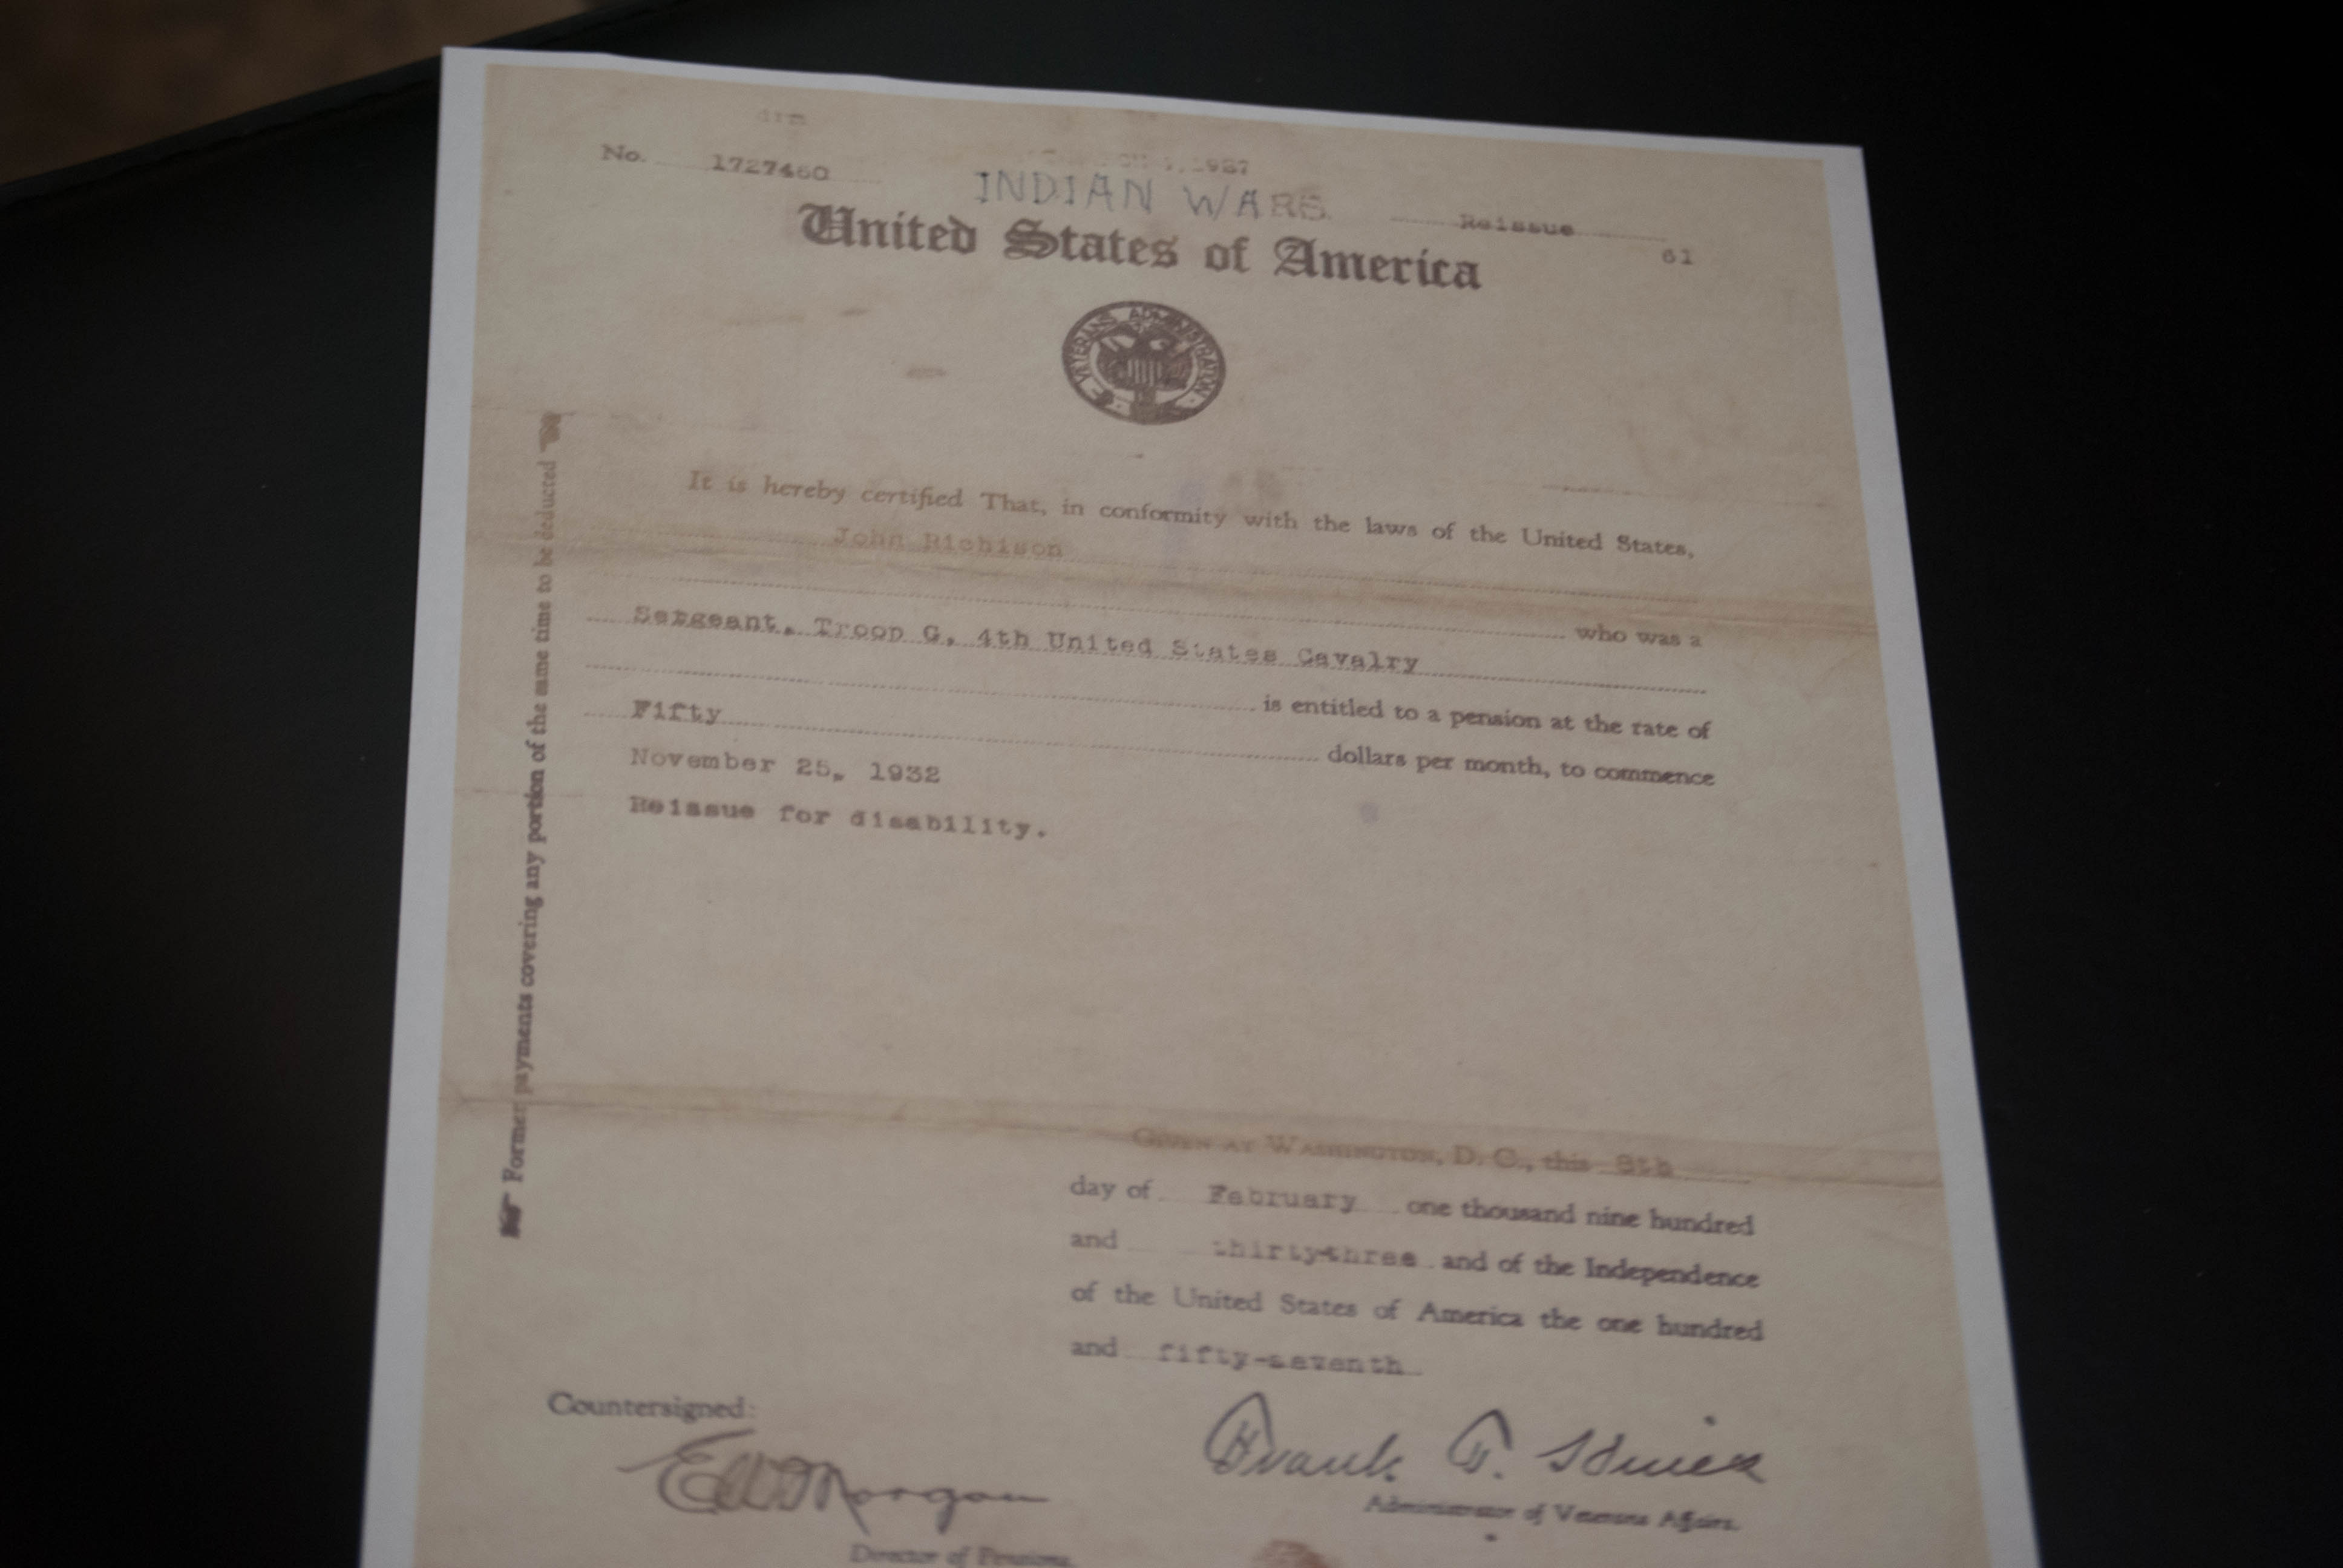 No. 1727460
INDIAN WARS
Reissue
61
United States of America
VETERANS ADMINISTRATION
It is hereby certified That, in conformity with the laws of the United States,
John Richison
who was a
Sergeant, Troop G, 4th United States Cavalry
is entitled to a pension at the rate of
Fifty dollars per month, to commence
November 25, 1932
Reissue for disability.
Former payments covering any portion of the same time to be deducted
GIVEN AT WASHINGTON, D. C., this 8th
day of February one thousand nine hundred
and thirty-three and of the Independence
of the United States of America the one hundred
and fifty-seventh
Countersigned:
E W Morgan
Frank T. Hines
Director of Pensions.
Administrator of Veterans Affairs.